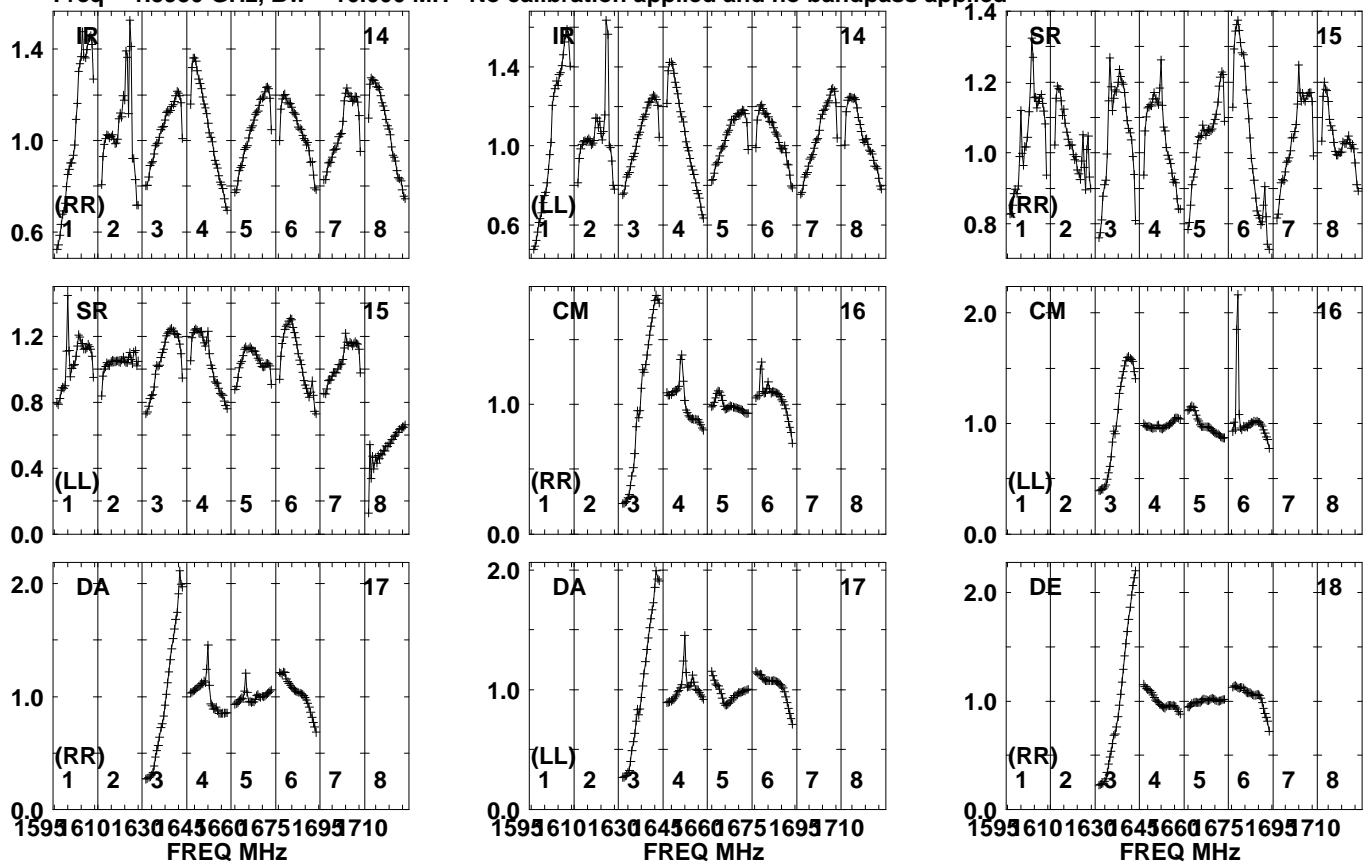 No calibration applied and no bandpass applied
IR 14 IR 14 SR 15
1.4 1.4 1.4
1.2
1.0 1.0 1.0
0.6 0.6 0.8
(RR) (LL) (RR)
1 2 3 4 5 6 7 8 1 2 3 4 5 6 7 8 1 2 3 4 5 6 7 8
SR 15 CM 16 CM 16
1.2 2.0
0.8 1.0 1.0
0.4
(LL) (RR) (LL)
1 2 3 4 5 6 7 8 1 2 3 4 5 6 7 8 1 2 3 4 5 6 7 8
0.0 0.0 0.0
DA 17 DA 17 DE 18
2.0 2.0 2.0
1.0 1.0 1.0
(RR) (LL) (RR)
1 2 3 4 5 6 7 8 1 2 3 4 5 6 7 8 1 2 3 4 5 6 7 8
0.0 0.0 0.0
1595 1610 1630 1645 1660 1675 1695 1710 1595 1610 1630 1645 1660 1675 1695 1710 1595 1610 1630 1645 1660 1675 1695 1710
FREQ MHz FREQ MHz FREQ MHz